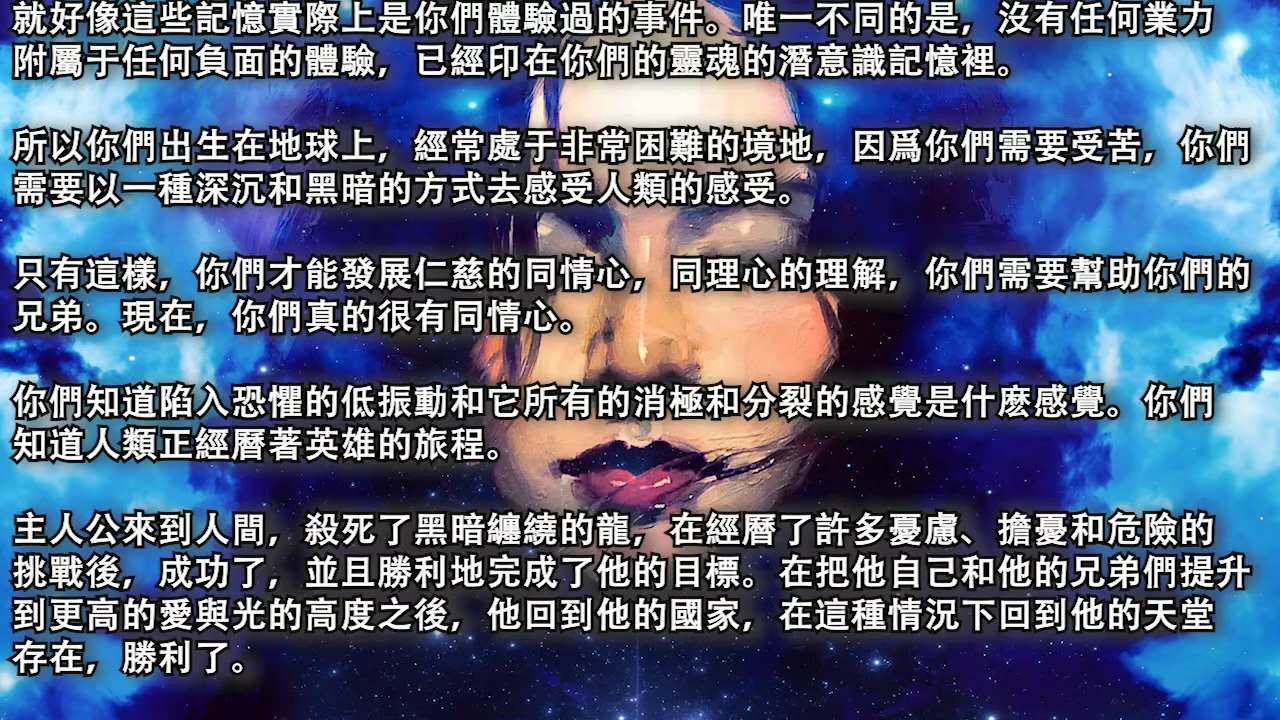 就好像這些記憶實際上是你們體驗過的事件。唯一不同的是，沒有任何業力
附屬于任何負面的體驗，已經印在你們的靈魂的潛意識記憶裡。
所以你們出生在地球上，經常處于非常困難的境地，因爲你們需要受苦，你們
需要以一種深沉和黑暗的方式去感受人類的感受。
只有這樣，你們才能發展仁慈的同情心，同理心的理解，你們需要幫助你們的
兄弟。現在，你們真的很有同情心。
你們知道陷入恐懼的低振動和它所有的消極和分裂的感覺是什麽感覺。你們
知道人類正經曆著英雄的旅程。
主人公來到人間，殺死了黑暗纏繞的龍，在經曆了許多憂慮、擔憂和危險的
挑戰後，成功了，並且勝利地完成了他的目標。在把他自己和他的兄弟們提升
到更高的愛與光的高度之後，他回到他的國家，在這種情況下回到他的天堂
存在，勝利了。